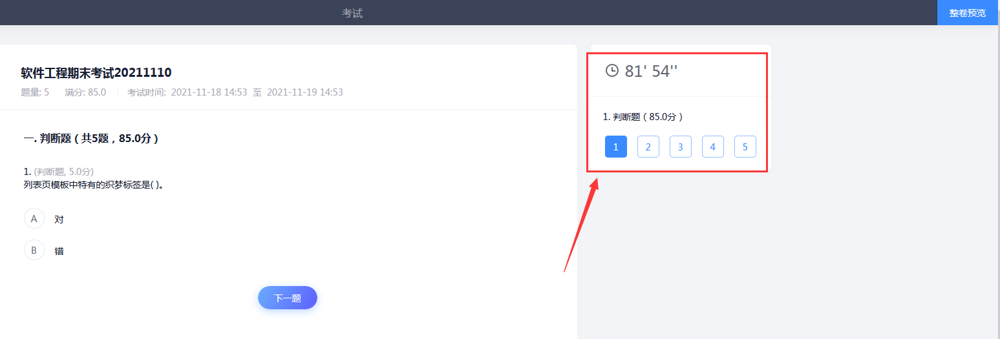 考试
整卷预览
软件工程期末考试20211110
题量: 5 满分: 85.0 考试时间: 2021-11-18 14:53 至 2021-11-19 14:53
一. 判断题（共5题，85.0分）
1. (判断题, 5.0分)
列表页模板中特有的织梦标签是( )。
A 对
B 错
下一题
81' 54''
1. 判断题（85.0分）
1 2 3 4 5